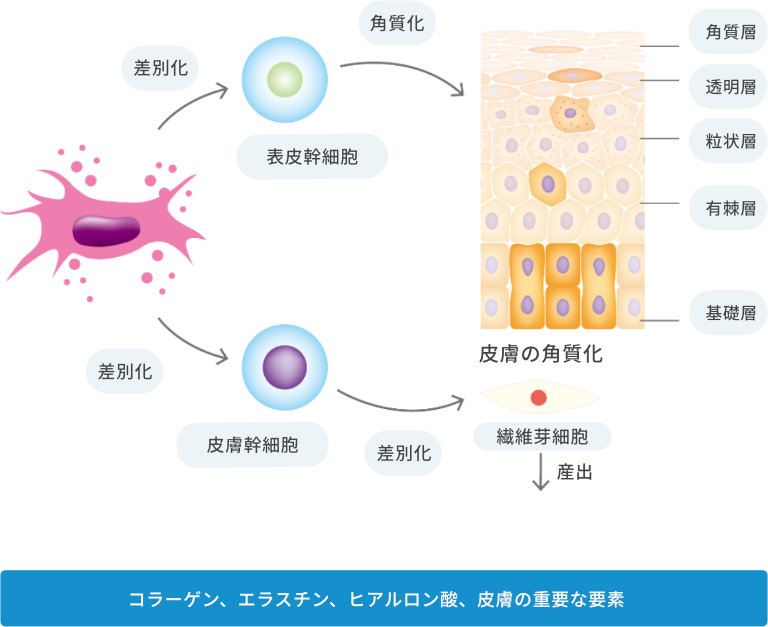 角質化
差別化
表皮幹細胞
角質層
透明層
粒状層
有棘層
基礎層
皮膚の角質化
差別化
皮膚幹細胞
差別化
繊維芽細胞
産出
コラーゲン、エラスチン、ヒアルロン酸、皮膚の重要な要素